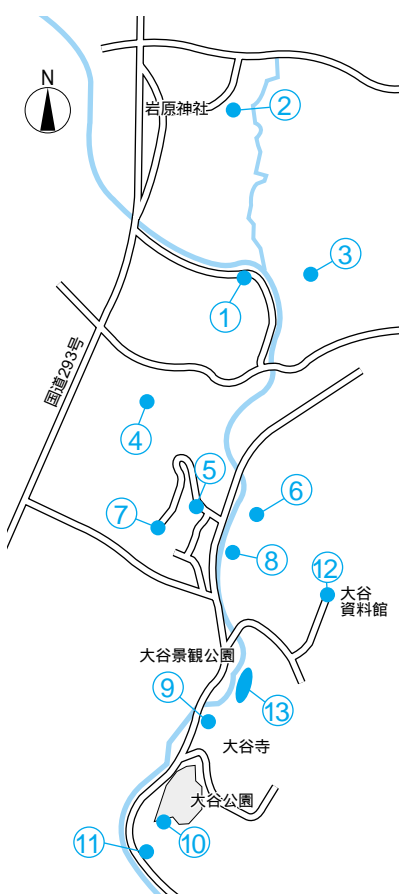 N
岩原神社
②
③
①
国道293号
④
⑤
⑥
⑦
⑧
⑫
大谷
資料館
大谷景観公園
⑨
⑬
大谷寺
大谷公園
⑩
⑪